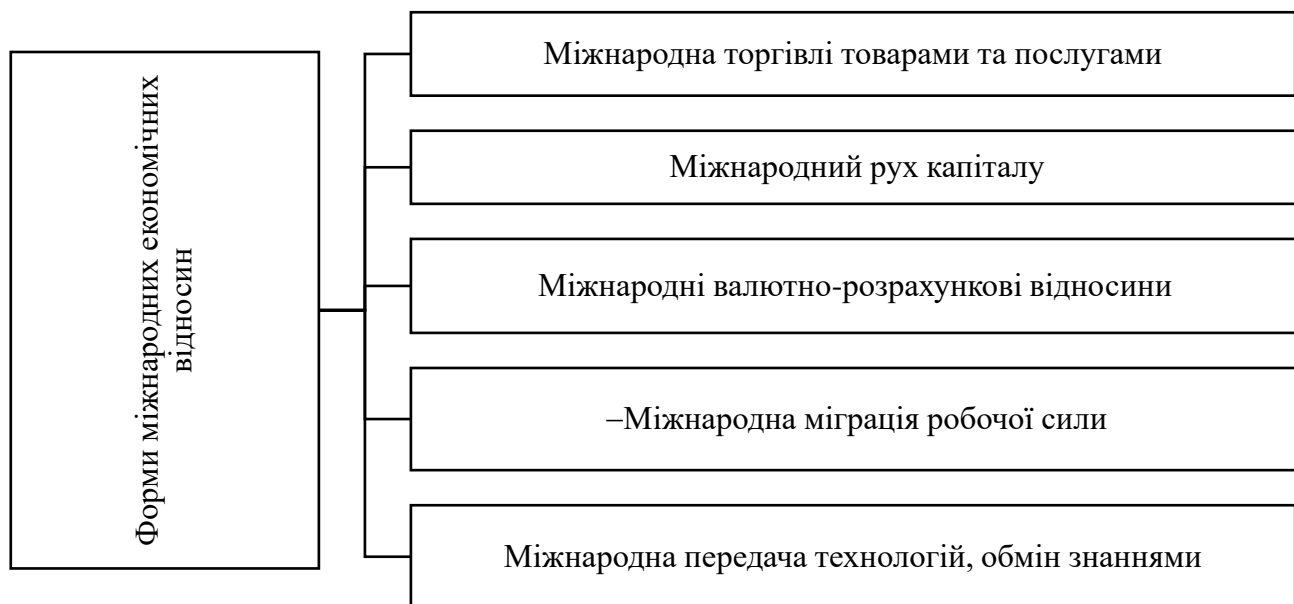 Форми міжнародних економічних
відносин
Міжнародна торгівлі товарами та послугами
Міжнародний рух капіталу
Міжнародні валютно-розрахункові відносини
–Міжнародна міграція робочої сили
Міжнародна передача технологій, обмін знаннями